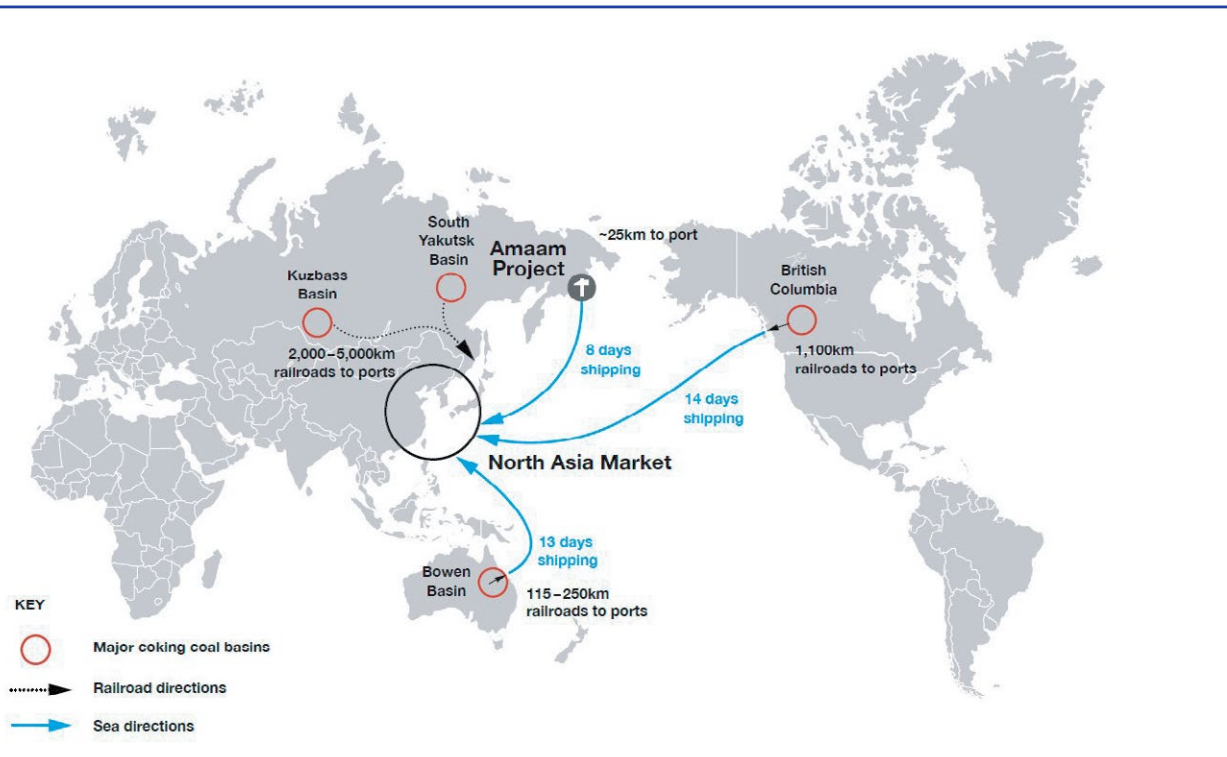 South
Yakutsk
Basin
Amaam
Project
~25km to port
Kuzbass
Basin
British
Columbia
2,000–5,000km
railroads to ports
8 days
shipping
1,100km
railroads to ports
14 days
shipping
North Asia Market
13 days
shipping
Bowen
Basin
115–250km
railroads to ports
KEY
Major coking coal basins
Railroad directions
Sea directions